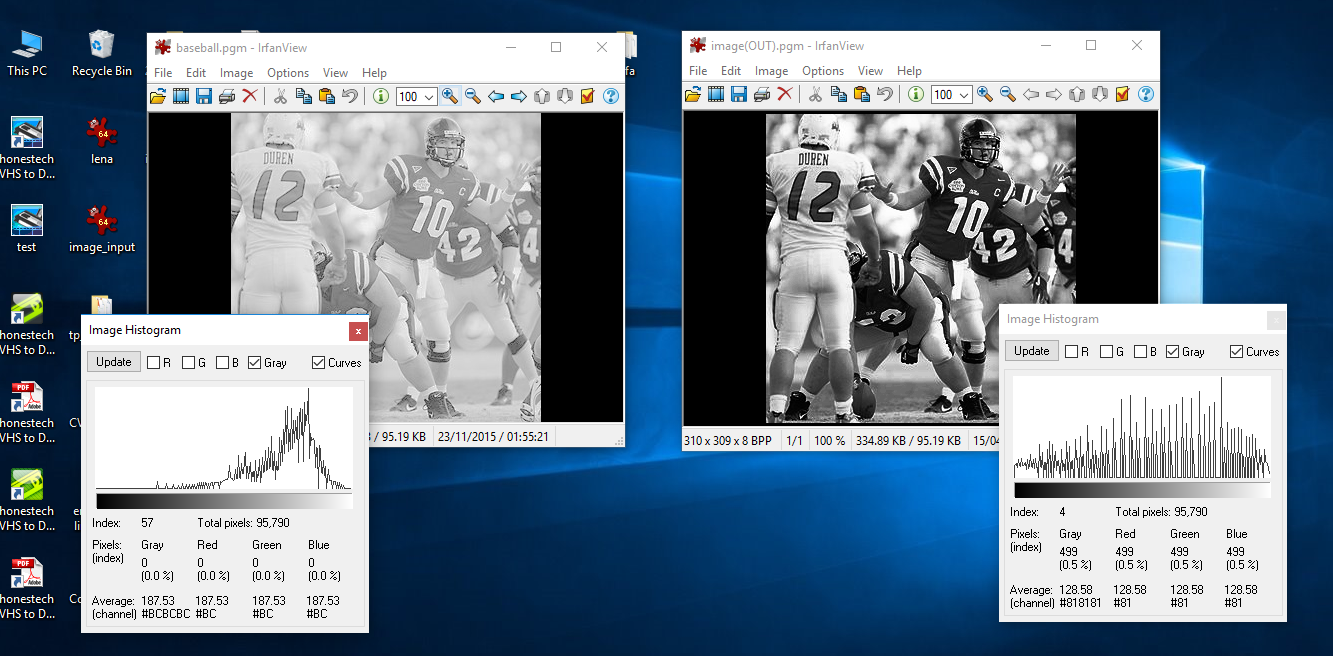 This PC
Recycle Bin
honestech
VHS to D...
lena
test
image_input
honestech
VHS to D...
honestech
VHS to D...
honestech
VHS to D...
honestech
VHS to D...
baseball.pgm - IrfanView
File Edit Image Options View Help
100
DUREN
12
10
C
42
/ 95.19 KB 23/11/2015 / 01:55:21
image(OUT).pgm - IrfanView
File Edit Image Options View Help
100
DUREN
12
10
C
42
310 x 309 x 8 BPP 1/1 100 % 334.89 KB / 95.19 KB 15/04
Image Histogram
Update R G B Gray Curves
Index: 57 Total pixels: 95,790
Pixels: Gray Red Green Blue
(index) 0 0 0 0
(0.0 %) (0.0 %) (0.0 %) (0.0 %)
Average: 187.53 187.53 187.53 187.53
(channel) #BCBCBC #BC #BC #BC
Image Histogram
Update R G B Gray Curves
Index: 4 Total pixels: 95,790
Pixels: Gray Red Green Blue
(index) 499 499 499 499
(0.5 %) (0.5 %) (0.5 %) (0.5 %)
Average: 128.58 128.58 128.58 128.58
(channel) #818181 #81 #81 #81